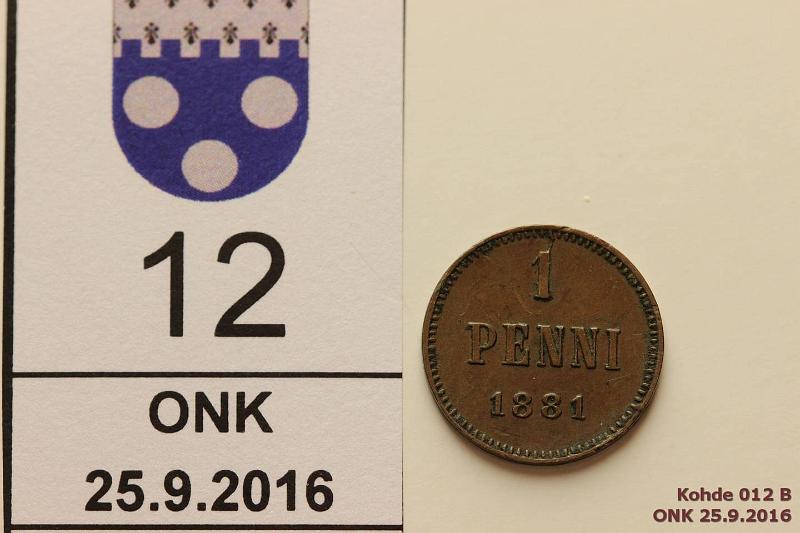 12
ONK
25.9.2016
1
PENNI
1881
Kohde 012 B
ONK 25.9.2016